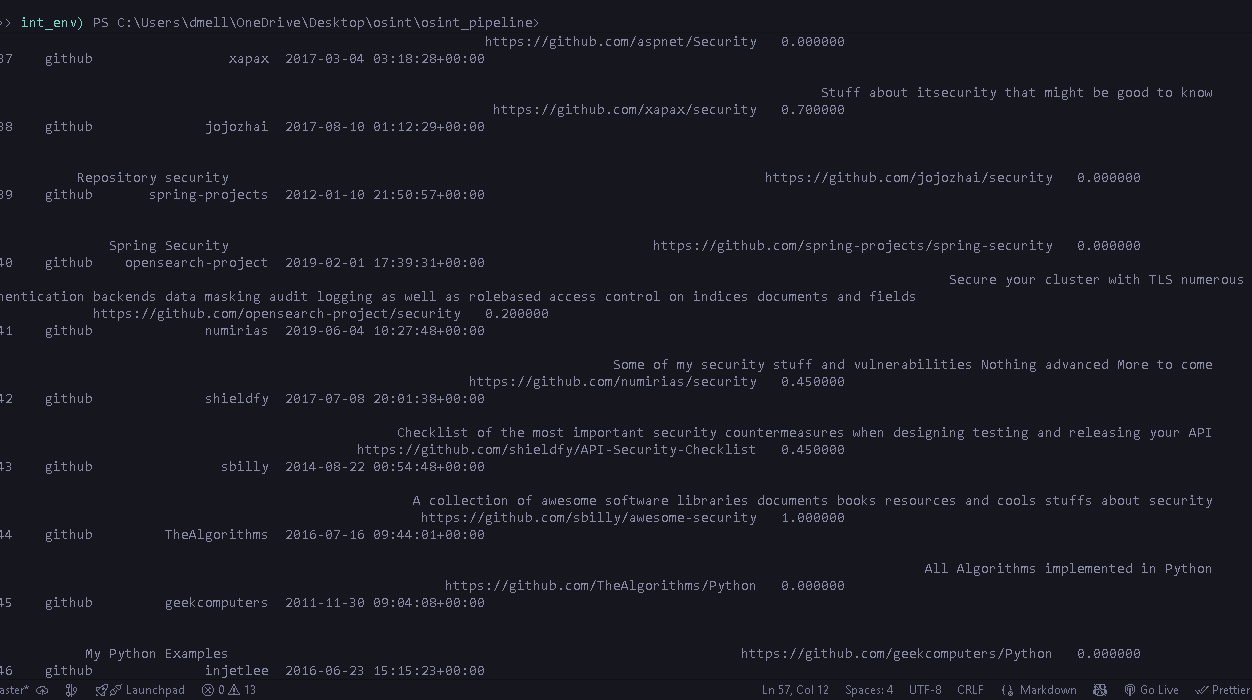 >> int_env) PS C:\Users\dmell\OneDrive\Desktop\osint\osint_pipeline>
https://github.com/aspnet/Security 0.000000
37 github xapax 2017-03-04 03:18:28+00:00
Stuff about itsecurity that might be good to know
https://github.com/xapax/security 0.700000
38 github jojozhai 2017-08-10 01:12:29+00:00
Repository security https://github.com/jojozhai/security 0.000000
39 github spring-projects 2012-01-10 21:50:57+00:00
Spring Security https://github.com/spring-projects/spring-security 0.000000
40 github opensearch-project 2019-02-01 17:39:31+00:00
Secure your cluster with TLS numerous
hentication backends data masking audit logging as well as rolebased access control on indices documents and fields
https://github.com/opensearch-project/security 0.200000
41 github numirias 2019-06-04 10:27:48+00:00
Some of my security stuff and vulnerabilities Nothing advanced More to come
https://github.com/numirias/security 0.450000
42 github shieldfy 2017-07-08 20:01:38+00:00
Checklist of the most important security countermeasures when designing testing and releasing your API
https://github.com/shieldfy/API-Security-Checklist 0.450000
43 github sbilly 2014-08-22 00:54:48+00:00
A collection of awesome software libraries documents books resources and cools stuffs about security
https://github.com/sbilly/awesome-security 1.000000
44 github TheAlgorithms 2016-07-16 09:44:01+00:00
All Algorithms implemented in Python
https://github.com/TheAlgorithms/Python 0.000000
45 github geekcomputers 2011-11-30 09:04:08+00:00
My Python Examples https://github.com/geekcomputers/Python 0.000000
46 github injetlee 2016-06-23 15:15:23+00:00
aster* Launchpad 0 13 Ln 57, Col 12 Spaces: 4 UTF-8 CRLF Markdown Go Live Prettier